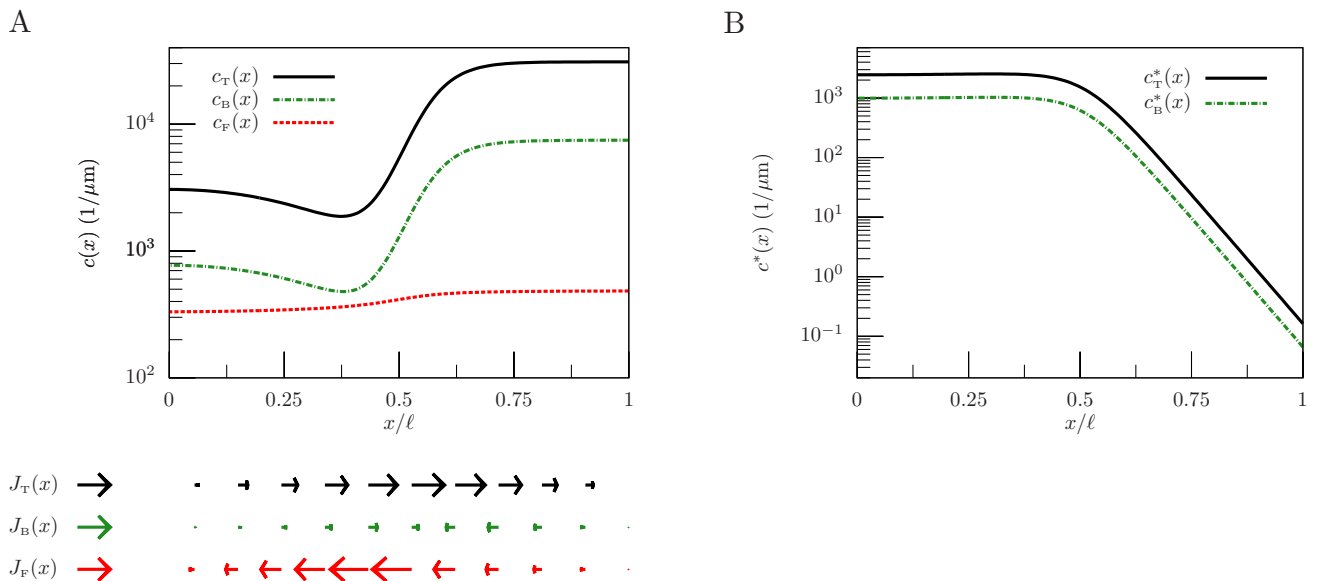 A
c_T(x)
c_B(x)
c_F(x)
c(x) (1/μm)
10^4
10^3
10^2
0
0.25
0.5
0.75
1
x/ℓ
J_T(x)
J_B(x)
J_F(x)
B
c*_T(x)
c*_B(x)
c*(x) (1/μm)
10^3
10^2
10^1
10^0
10^−1
0
0.25
0.5
0.75
1
x/ℓ